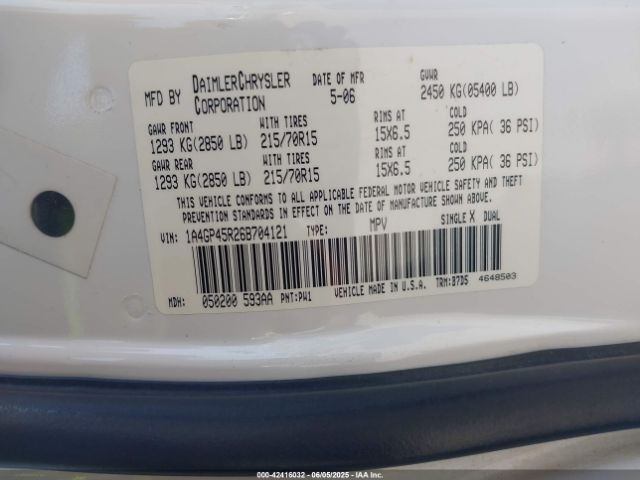 MFD BY DAIMLERCHRYSLER CORPORATION DATE OF MFR 5-06 GVWR 2450 KG(05400 LB)
GAWR FRONT WITH TIRES RIMS AT COLD
1293 KG(2850 LB) 215/70R15 15X6.5 250 KPA( 36 PSI)
GAWR REAR WITH TIRES RIMS AT COLD
1293 KG(2850 LB) 215/70R15 15X6.5 250 KPA( 36 PSI)
THIS VEHICLE CONFORMS TO ALL APPLICABLE FEDERAL MOTOR VEHICLE SAFETY AND THEFT
PREVENTION STANDARDS IN EFFECT ON THE DATE OF MANUFACTURE SHOWN ABOVE.
VIN: 1A4GP45R26B704121 TYPE: MPV SINGLE X DUAL
MDH: 050200 593AA PNT:PW1 VEHICLE MADE IN U.S.A. TRM:B7D5 4648503
000-42416032 - 06/05/2025 - IAAI.CA